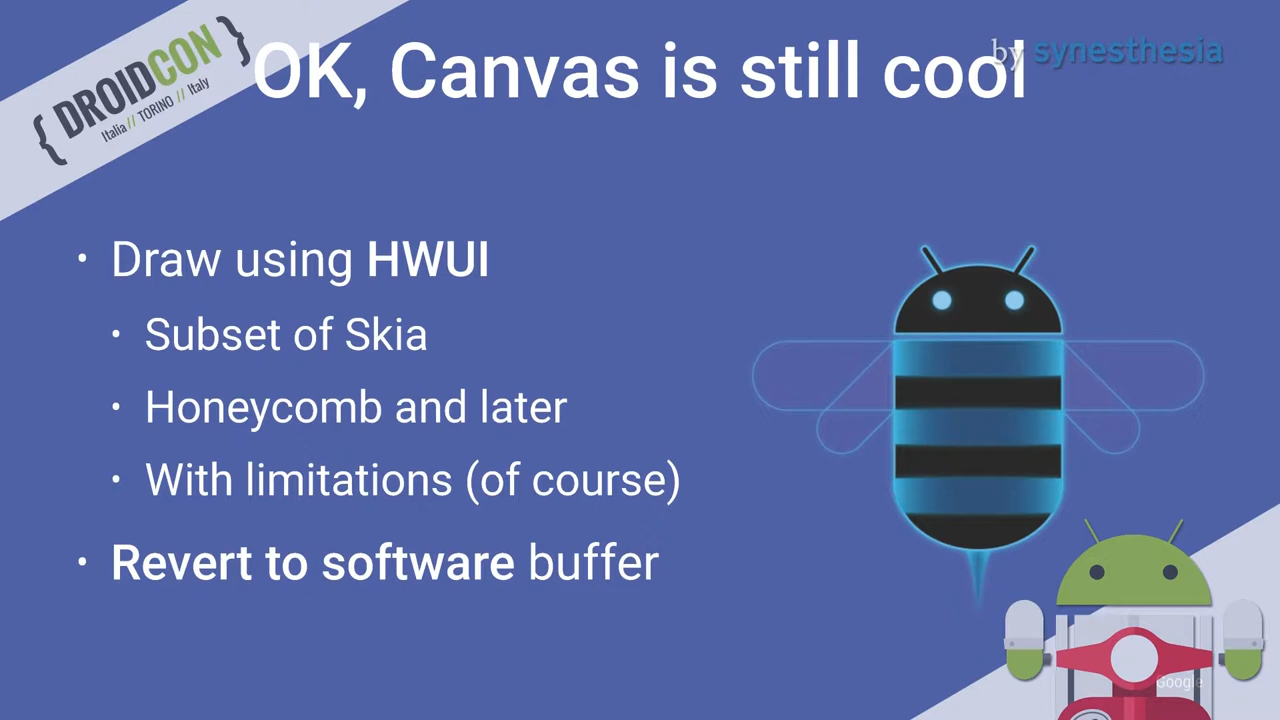 { DROIDCON }
Italia // TORINO // Italy
OK, Canvas is still cool
by synesthesia
• Draw using HWUI
• Subset of Skia
• Honeycomb and later
• With limitations (of course)
• Revert to software buffer
Google